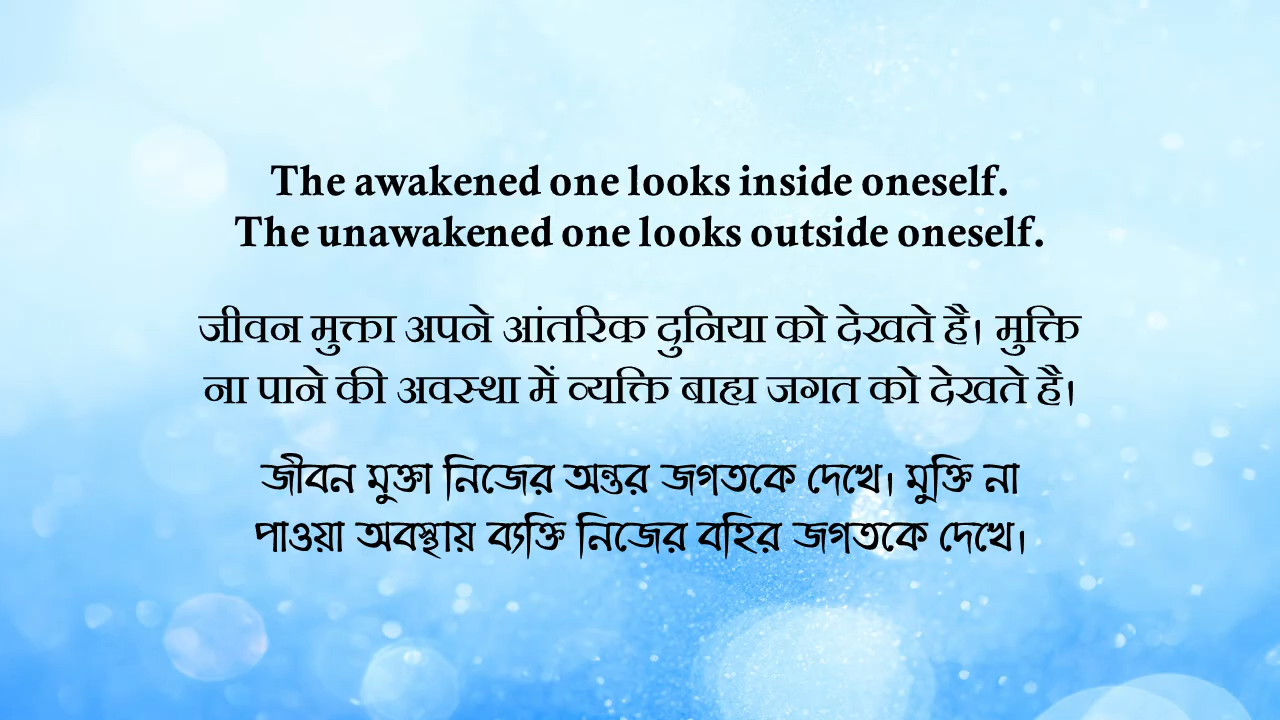 The awakened one looks inside oneself.
The unawakened one looks outside oneself.
जीवन मुक्ता अपने आंतरिक दुनिया को देखते है। मुक्ति
ना पाने की अवस्था में व्यक्ति बाह्य जगत को देखते है।
জীবন মুক্তা নিজের অন্তর জগতকে দেখে। মুক্তি না
পাওয়া অবস্থায় ব্যক্তি নিজের বহির জগতকে দেখে।